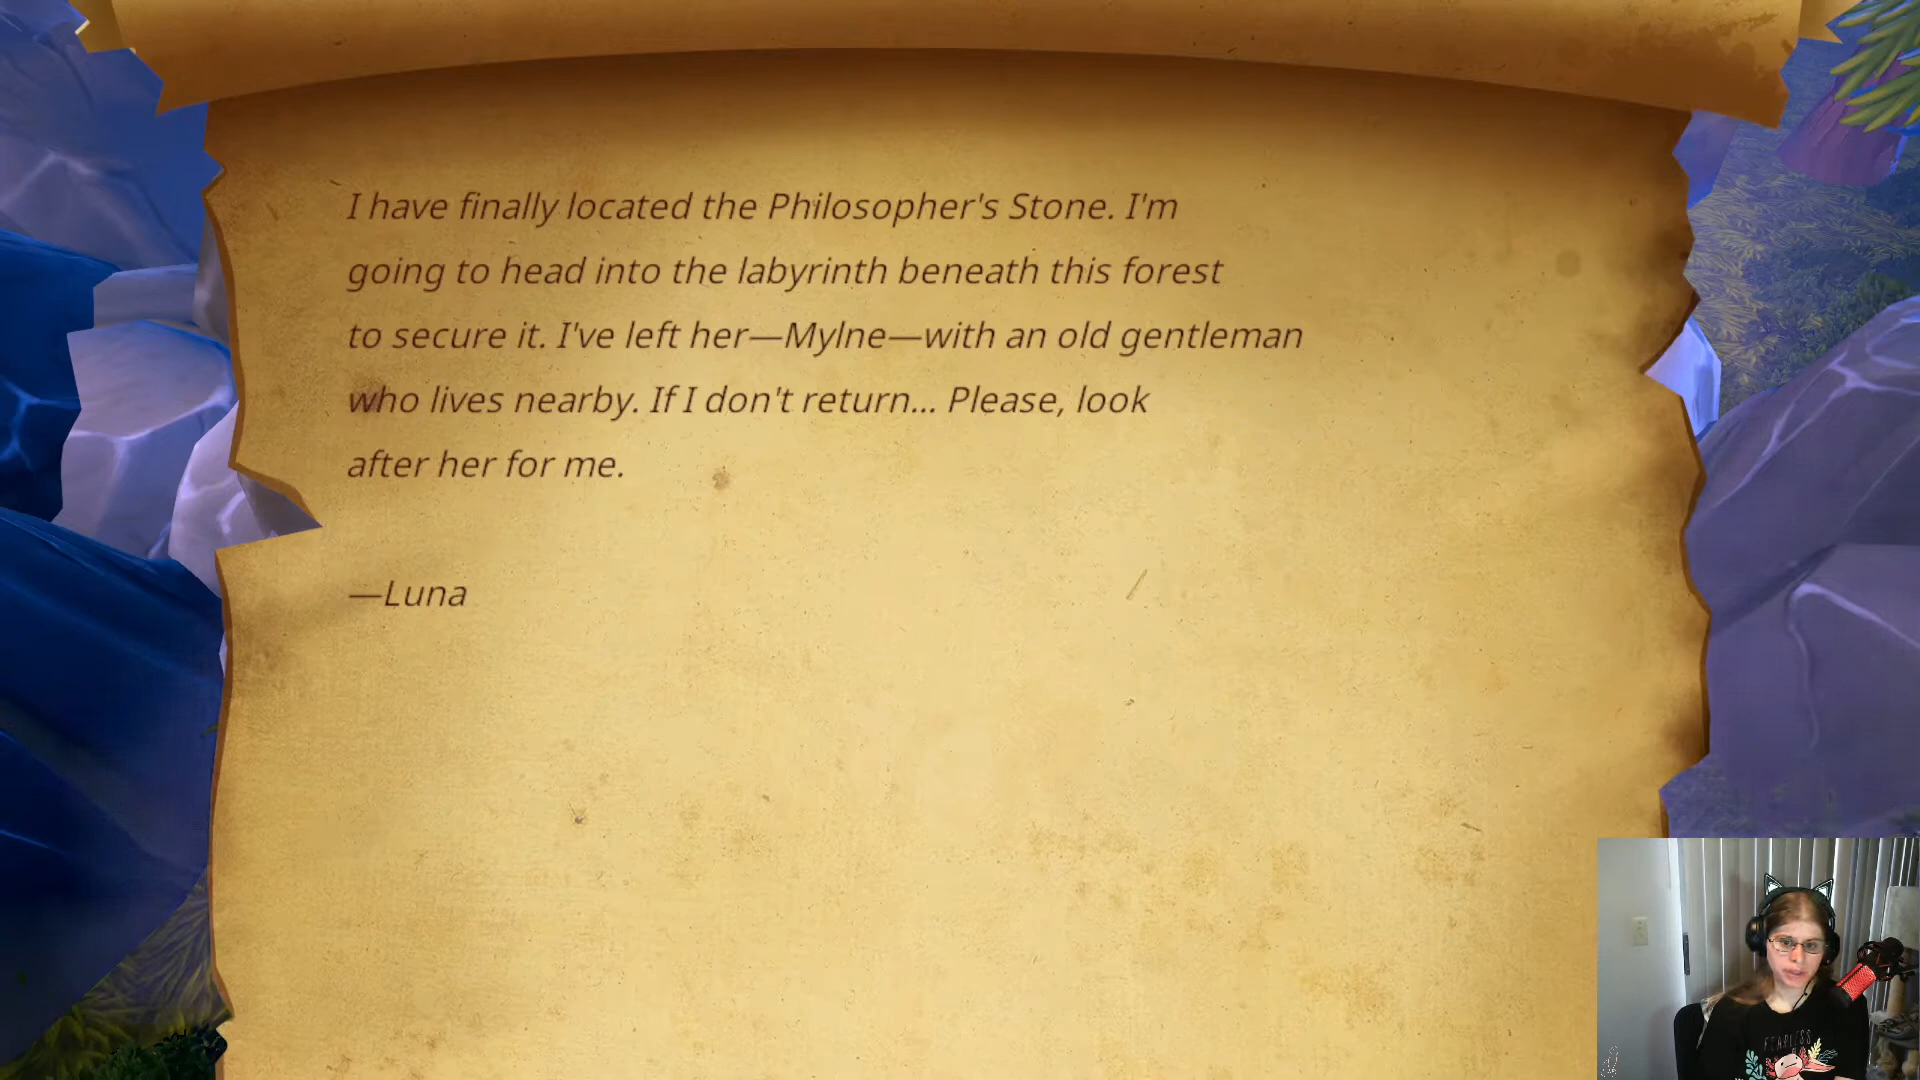 I have finally located the Philosopher's Stone. I'm
going to head into the labyrinth beneath this forest
to secure it. I've left her—Mylne—with an old gentleman
who lives nearby. If I don't return... Please, look
after her for me.
—Luna
FEARLESS